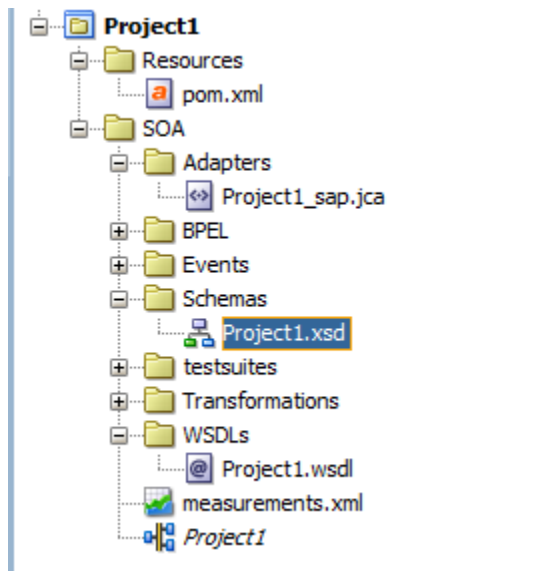 Project1
Resources
pom.xml
SOA
Adapters
Project1_sap.jca
BPEL
Events
Schemas
Project1.xsd
testsuites
Transformations
WSDLs
Project1.wsdl
measurements.xml
Project1